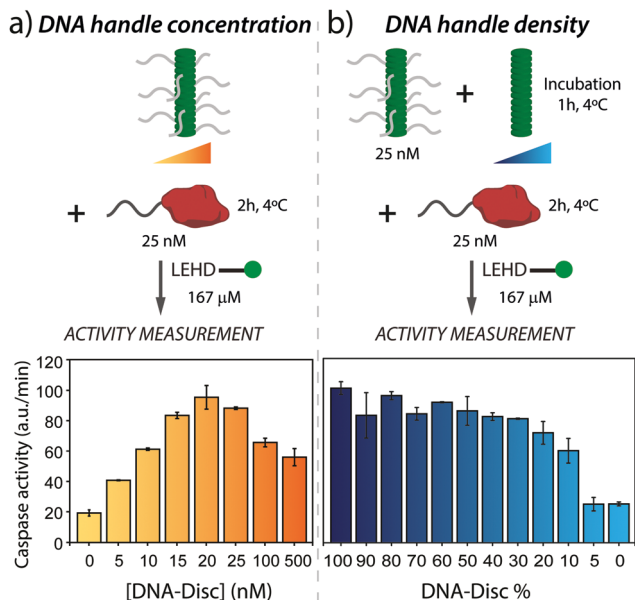 a) DNA handle concentration
+
2h, 4ºC
25 nM
LEHD
167 µM
ACTIVITY MEASUREMENT
Caspase activity (a.u./min)
120
100
80
60
40
20
0
0 5 10 15 20 25 100 500
[DNA-Disc] (nM)
b) DNA handle density
+
Incubation
1h, 4ºC
25 nM
+
2h, 4ºC
25 nM
LEHD
167 µM
ACTIVITY MEASUREMENT
100 90 80 70 60 50 40 30 20 10 5 0
DNA-Disc %